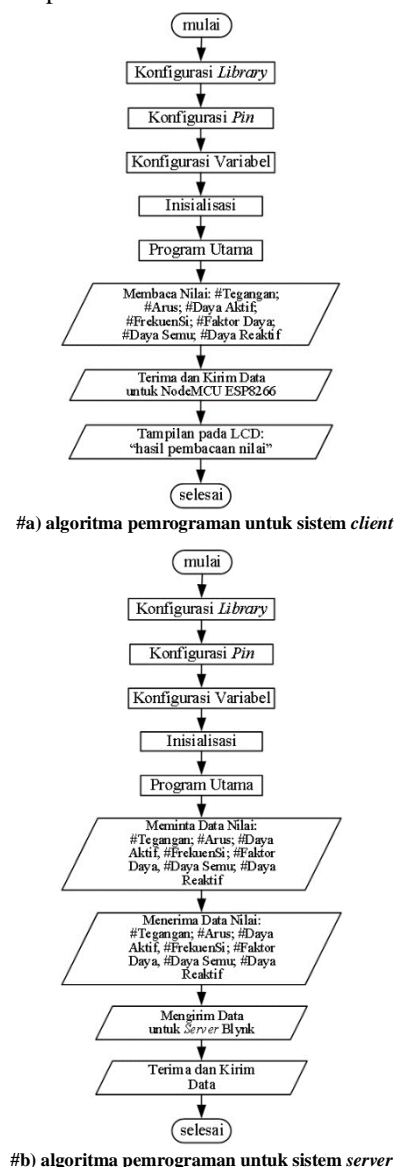 mulai
Konfigurasi Library
Konfigurasi Pin
Konfigurasi Variabel
Inisialisasi
Program Utama
Membaca Nilai: #Tegangan;
#Arus; #Daya Aktif;
#FrekuenSi; #Faktor Daya;
#Daya Semu; #Daya Reaktif
Terima dan Kirim Data
untuk NodeMCU ESP8266
Tampilan pada LCD:
“hasil pembacaan nilai”
selesai
#a) algoritma pemrograman untuk sistem client
mulai
Konfigurasi Library
Konfigurasi Pin
Konfigurasi Variabel
Inisialisasi
Program Utama
Meminta Data Nilai:
#Tegangan; #Arus; #Daya
Aktif, #FrekuenSi; #Faktor
Daya, #Daya Semu; #Daya
Reaktif
Menerima Data Nilai:
#Tegangan; #Arus; #Daya
Aktif, #FrekuenSi; #Faktor
Daya, #Daya Semu; #Daya
Reaktif
Mengirim Data
untuk Server Blynk
Terima dan Kirim
Data
selesai
#b) algoritma pemrograman untuk sistem server